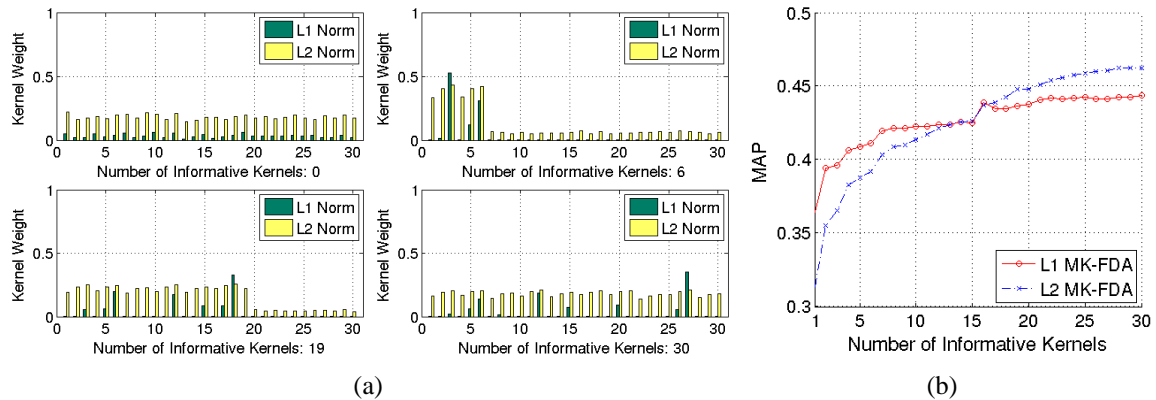 Kernel Weight
1
0.5
0
L1 Norm
L2 Norm
0 5 10 15 20 25 30
Number of Informative Kernels: 0
Kernel Weight
1
0.5
0
L1 Norm
L2 Norm
0 5 10 15 20 25 30
Number of Informative Kernels: 6
Kernel Weight
1
0.5
0
L1 Norm
L2 Norm
0 5 10 15 20 25 30
Number of Informative Kernels: 19
Kernel Weight
1
0.5
0
L1 Norm
L2 Norm
0 5 10 15 20 25 30
Number of Informative Kernels: 30
(a)
MAP
0.5
0.45
0.4
0.35
0.3
L1 MK-FDA
L2 MK-FDA
1 5 10 15 20 25 30
Number of Informative Kernels
(b)